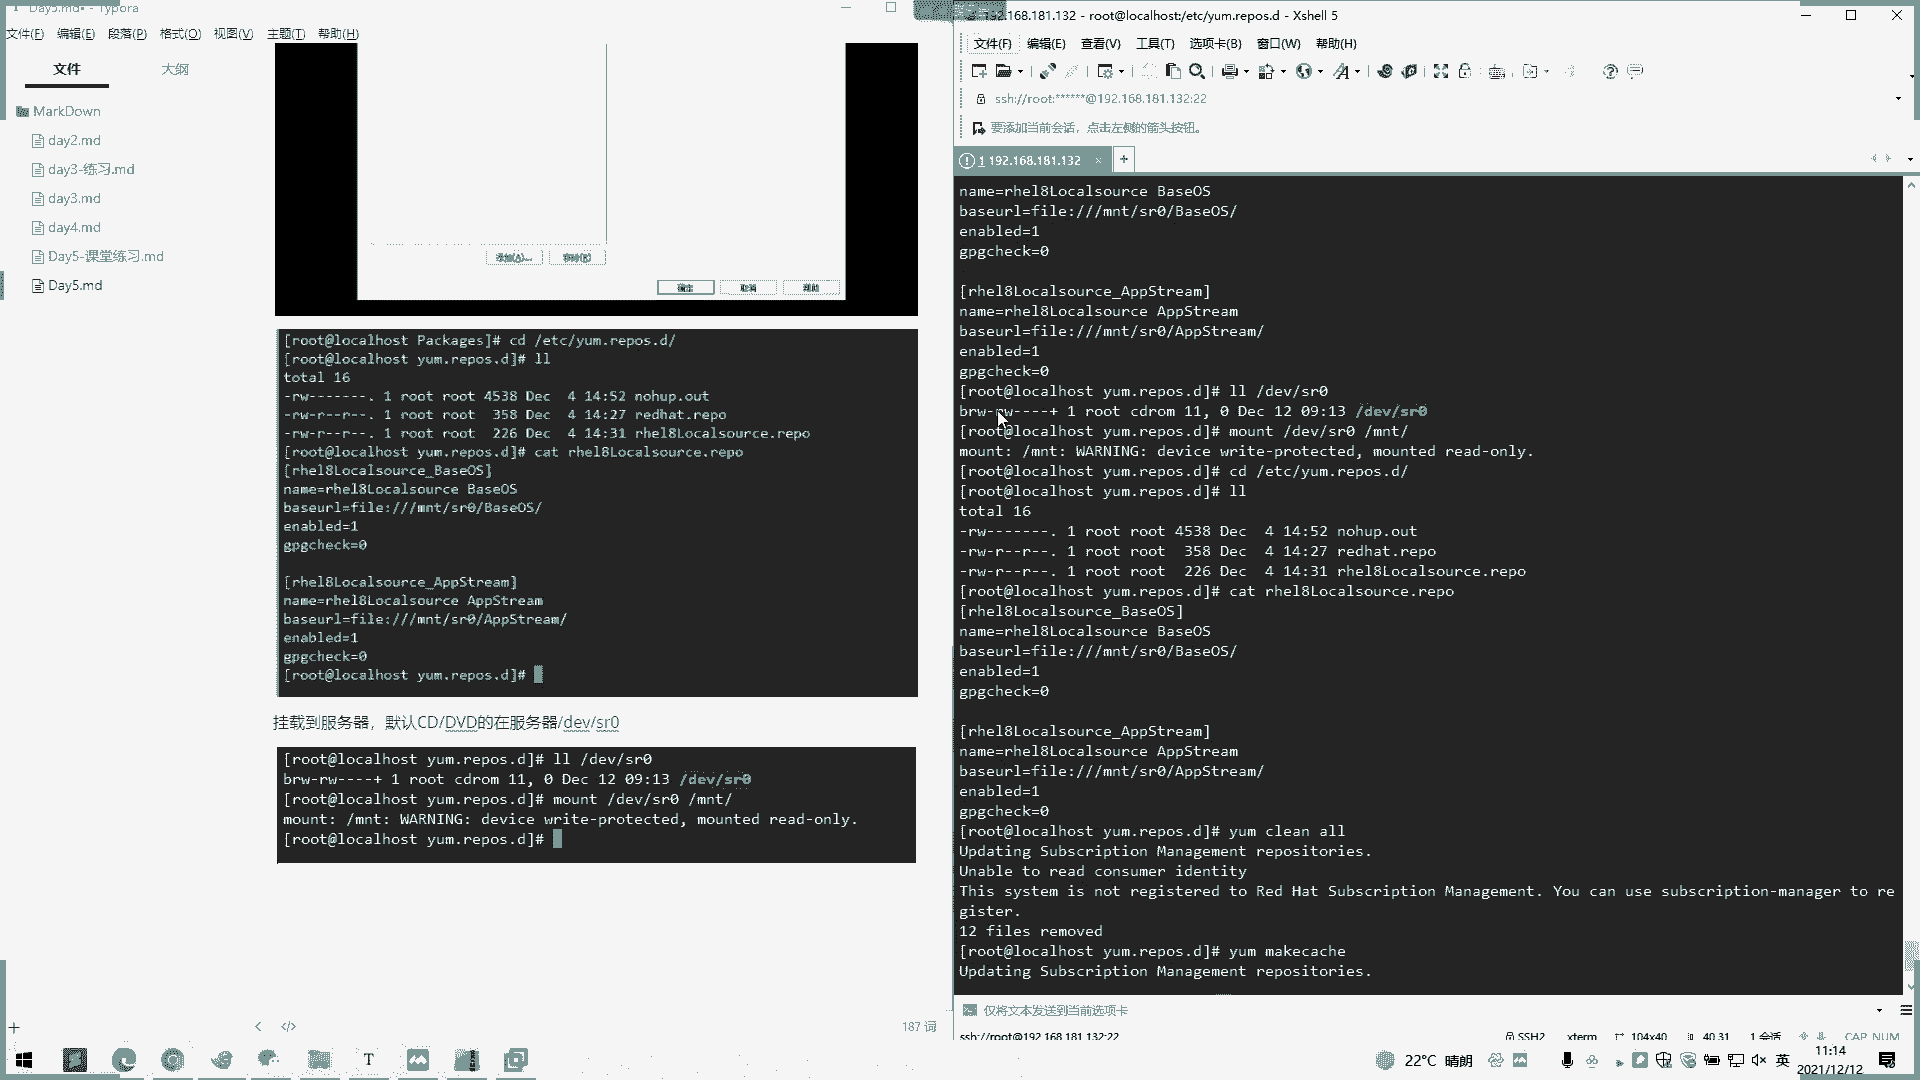 Day5.md• - Typora
文件(F) 编辑(E) 段落(P) 格式(O) 视图(V) 主题(T) 帮助(H)
文件 大纲
MarkDown
day2.md
day3-练习.md
day3.md
day4.md
Day5-课堂练习.md
Day5.md
确定 取消 帮助
[root@localhost Packages]# cd /etc/yum.repos.d/
[root@localhost yum.repos.d]# ll
total 16
-rw-------. 1 root root 4538 Dec  4 14:52 nohup.out
-rw-r--r--. 1 root root  358 Dec  4 14:27 redhat.repo
-rw-r--r--. 1 root root  226 Dec  4 14:31 rhel8Localsource.repo
[root@localhost yum.repos.d]# cat rhel8Localsource.repo
[rhel8Localsource_BaseOS]
name=rhel8Localsource BaseOS
baseurl=file:///mnt/sr0/BaseOS/
enabled=1
gpgcheck=0
[rhel8Localsource_AppStream]
name=rhel8Localsource AppStream
baseurl=file:///mnt/sr0/AppStream/
enabled=1
gpgcheck=0
[root@localhost yum.repos.d]#
挂载到服务器，默认CD/DVD的在服务器/dev/sr0
[root@localhost yum.repos.d]# ll /dev/sr0
brw-rw----+ 1 root cdrom 11, 0 Dec 12 09:13 /dev/sr0
[root@localhost yum.repos.d]# mount /dev/sr0 /mnt/
mount: /mnt: WARNING: device write-protected, mounted read-only.
[root@localhost yum.repos.d]#
187 词
192.168.181.132 - root@localhost:/etc/yum.repos.d - Xshell 5
文件(F) 编辑(E) 查看(V) 工具(T) 选项卡(B) 窗口(W) 帮助(H)
ssh://root:******@192.168.181.132:22
要添加当前会话，点击左侧的箭头按钮。
1 192.168.181.132
name=rhel8Localsource BaseOS
baseurl=file:///mnt/sr0/BaseOS/
enabled=1
gpgcheck=0
[rhel8Localsource_AppStream]
name=rhel8Localsource AppStream
baseurl=file:///mnt/sr0/AppStream/
enabled=1
gpgcheck=0
[root@localhost yum.repos.d]# ll /dev/sr0
brw-rw----+ 1 root cdrom 11, 0 Dec 12 09:13 /dev/sr0
[root@localhost yum.repos.d]# mount /dev/sr0 /mnt/
mount: /mnt: WARNING: device write-protected, mounted read-only.
[root@localhost yum.repos.d]# cd /etc/yum.repos.d/
[root@localhost yum.repos.d]# ll
total 16
-rw-------. 1 root root 4538 Dec  4 14:52 nohup.out
-rw-r--r--. 1 root root  358 Dec  4 14:27 redhat.repo
-rw-r--r--. 1 root root  226 Dec  4 14:31 rhel8Localsource.repo
[root@localhost yum.repos.d]# cat rhel8Localsource.repo
[rhel8Localsource_BaseOS]
name=rhel8Localsource BaseOS
baseurl=file:///mnt/sr0/BaseOS/
enabled=1
gpgcheck=0
[rhel8Localsource_AppStream]
name=rhel8Localsource AppStream
baseurl=file:///mnt/sr0/AppStream/
enabled=1
gpgcheck=0
[root@localhost yum.repos.d]# yum clean all
Updating Subscription Management repositories.
Unable to read consumer identity
This system is not registered to Red Hat Subscription Management. You can use subscription-manager to re
gister.
12 files removed
[root@localhost yum.repos.d]# yum makecache
Updating Subscription Management repositories.
仅将文本发送到当前选项卡
ssh://root@192.168.181.132:22 SSH2 xterm 104x40 40,31 1 会话 CAP NUM
22°C 晴朗 英 11:14
2021/12/12